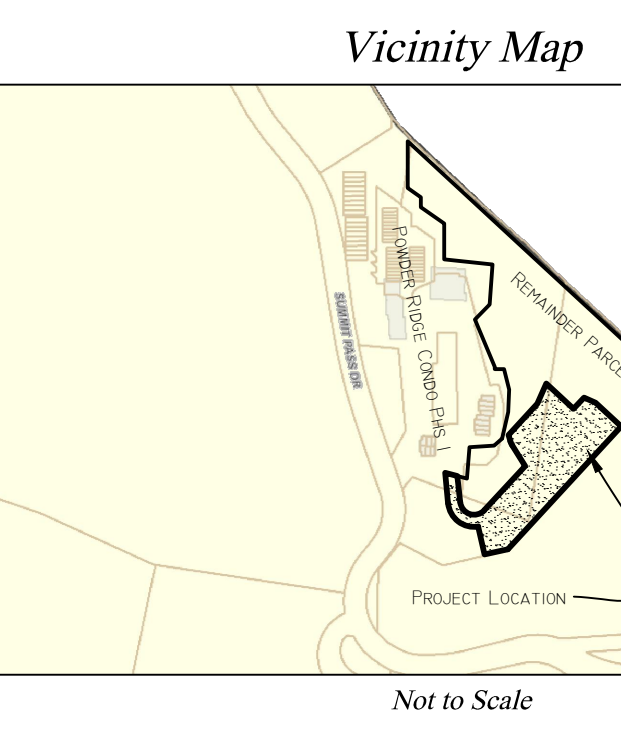 Vicinity Map
POWDER RIDGE CONDO PHS I
REMAINDER PARCE
SUMMIT PASS DR
PROJECT LOCATION
Not to Scale